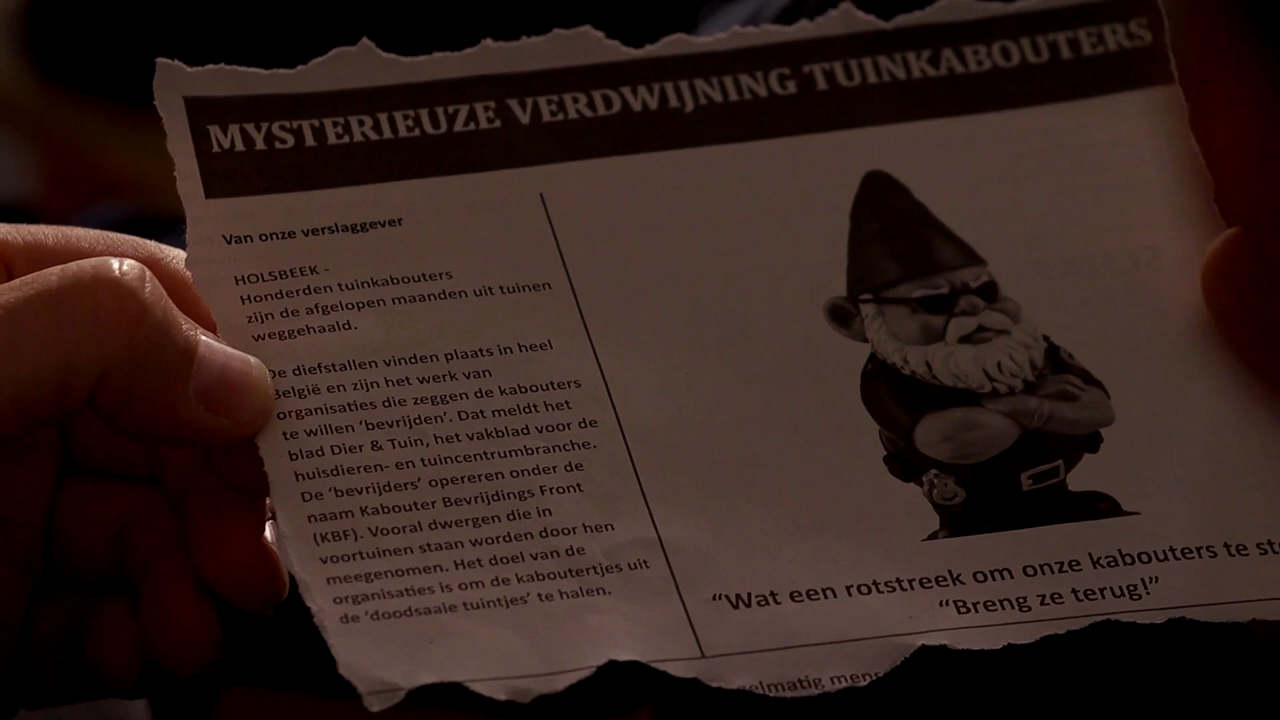 MYSTERIEUZE VERDWIJNING TUINKABOUTERS
Van onze verslaggever
HOLSBEEK -
Honderden tuinkabouters
zijn de afgelopen maanden uit tuinen
weggehaald.
De diefstallen vinden plaats in heel
België en zijn het werk van
organisaties die zeggen de kabouters
te willen ‘bevrijden’. Dat meldt het
blad Dier & Tuin, het vakblad voor de
huisdieren- en tuincentrumbranche.
De ‘bevrijders’ opereren onder de
naam Kabouter Bevrijdings Front
(KBF). Vooral dwergen die in
voortuinen staan worden door hen
meegenomen. Het doel van de
organisaties is om de kaboutertjes uit
de ‘doodsaaie tuintjes’ te halen.
“Wat een rotstreek om onze kabouters te
“Breng ze terug!”